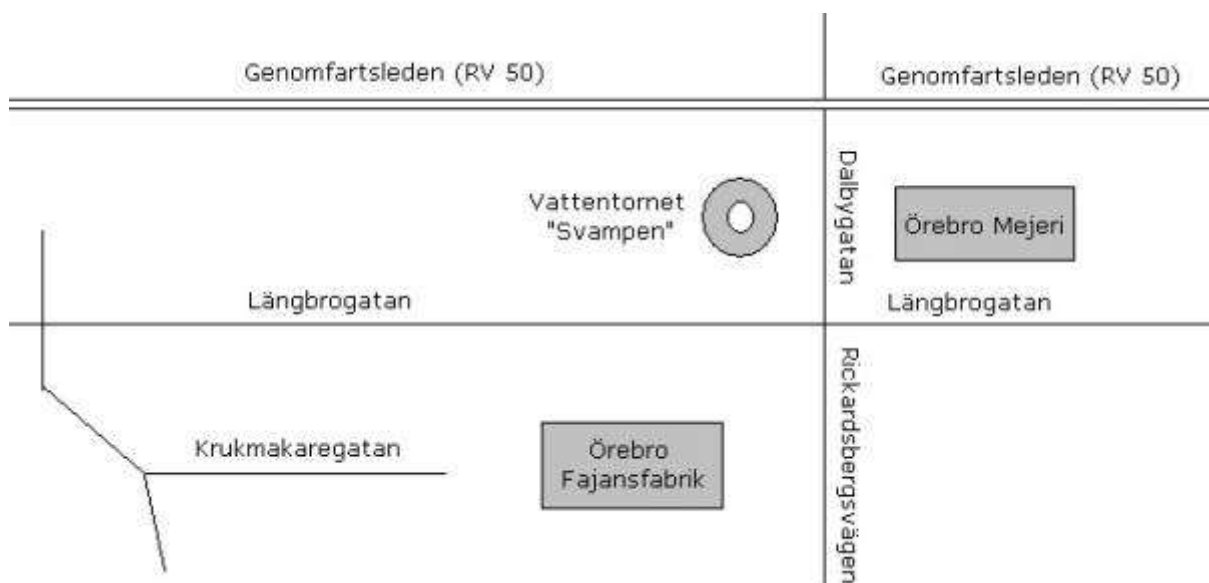 Genomfartsleden (RV 50)
Genomfartsleden (RV 50)
Vattentornet
"Svampen"
Dalbygatan
Örebro Mejeri
Längbrogatan
Längbrogatan
Krukmakaregatan
Örebro
Fajansfabrik
Rickardsbergsvägen